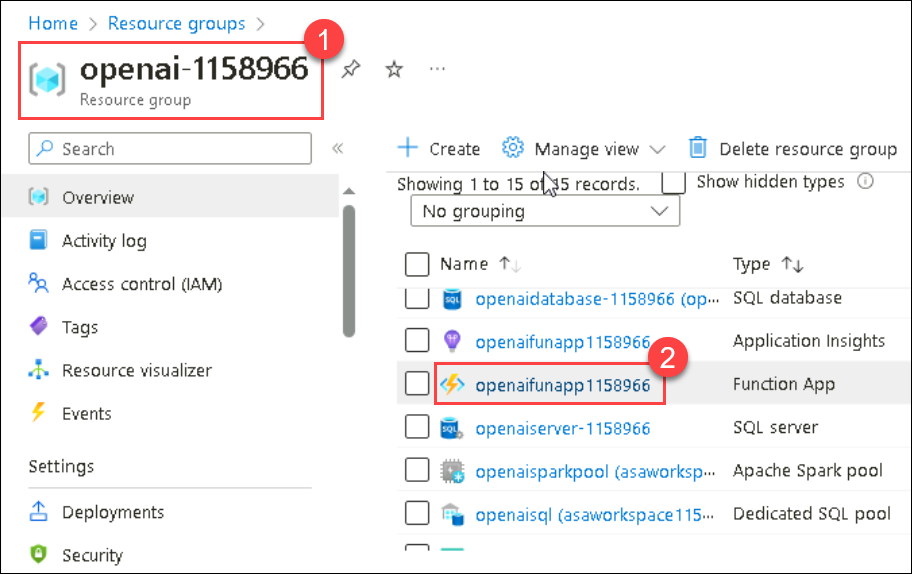 Home > Resource groups >
1
openai-1158966
Resource group
...
Search
«
Overview
Activity log
Access control (IAM)
Tags
Resource visualizer
Events
Settings
Deployments
Security
+ Create Manage view Delete resource group
Showing 1 to 15 of 15 records. Show hidden types
No grouping
Name ↑↓ Type ↑↓
SQL
openaidatabase-1158966 (op··· SQL database
openaifunapp1158966 Application Insights
2
openaifunapp1158966 Function App
SQL
openaiserver-1158966 SQL server
openaisparkpool (asaworksp··· Apache Spark pool
openaisql (asaworkspace115··· Dedicated SQL pool